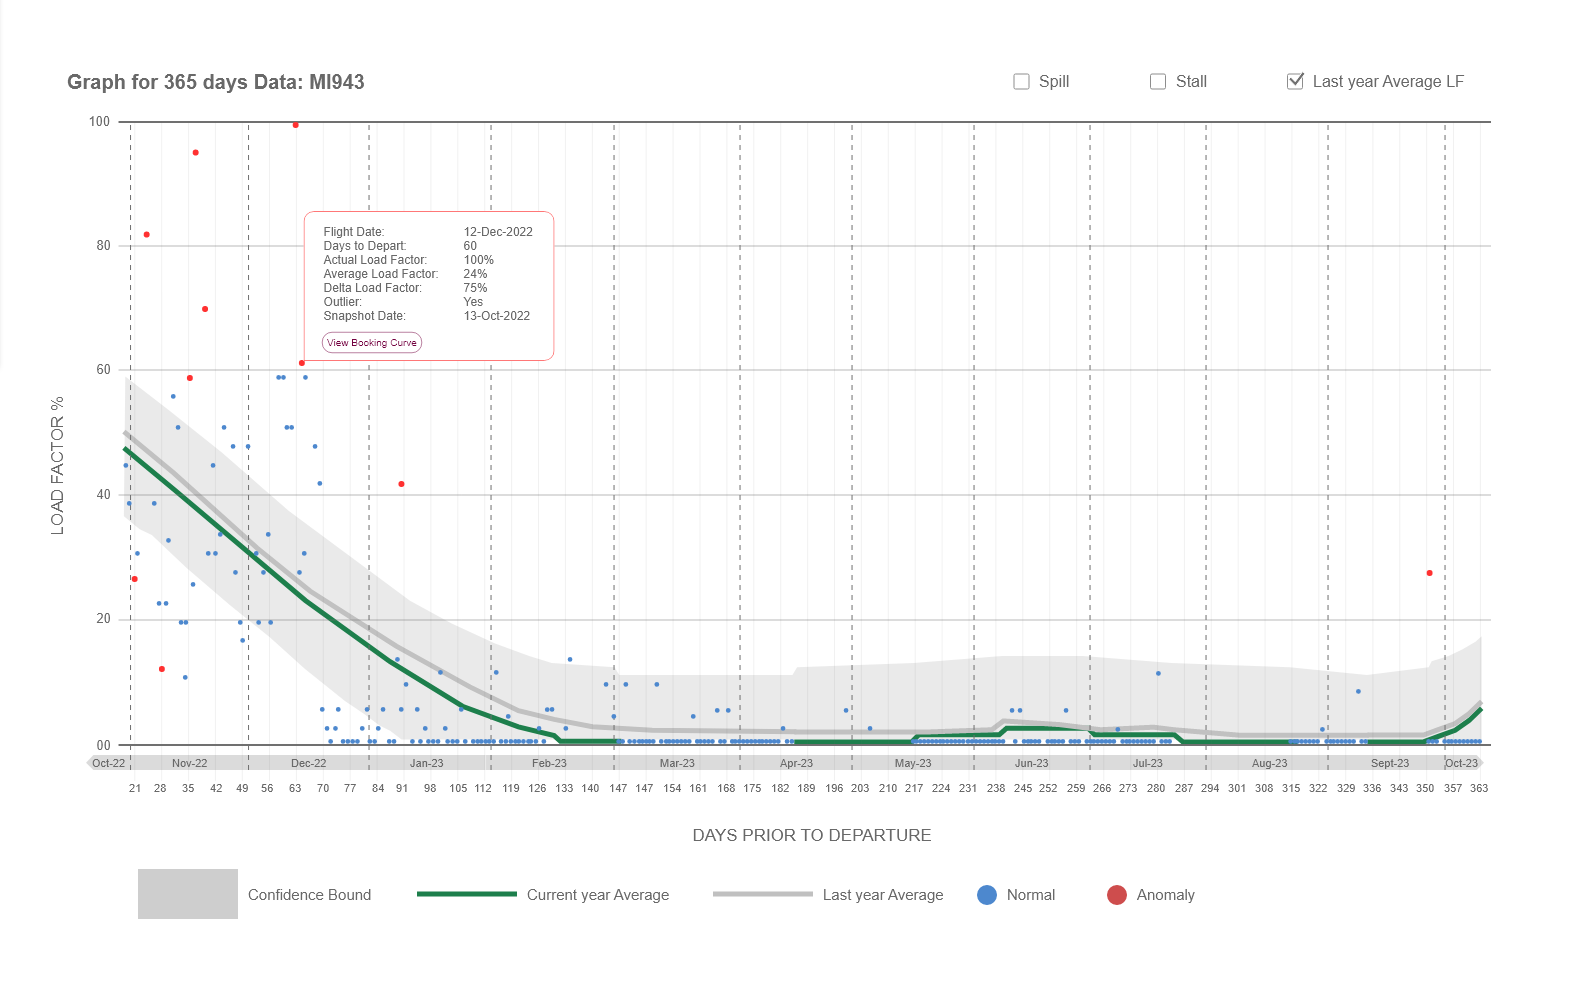 Graph for 365 days Data: MI943
Spill
Stall
Last year Average LF
100
80
60
40
20
00
LOAD FACTOR %
Flight Date: 12-Dec-2022
Days to Depart: 60
Actual Load Factor: 100%
Average Load Factor: 24%
Delta Load Factor: 75%
Outlier: Yes
Snapshot Date: 13-Oct-2022
View Booking Curve
Oct-22 Nov-22 Dec-22 Jan-23 Feb-23 Mar-23 Apr-23 May-23 Jun-23 Jul-23 Aug-23 Sept-23 Oct-23
21 28 35 42 49 56 63 70 77 84 91 98 105 112 119 126 133 140 147 147 154 161 168 175 182 189 196 203 210 217 224 231 238 245 252 259 266 273 280 287 294 301 308 315 322 329 336 343 350 357 363
DAYS PRIOR TO DEPARTURE
Confidence Bound
Current year Average
Last year Average
Normal
Anomaly